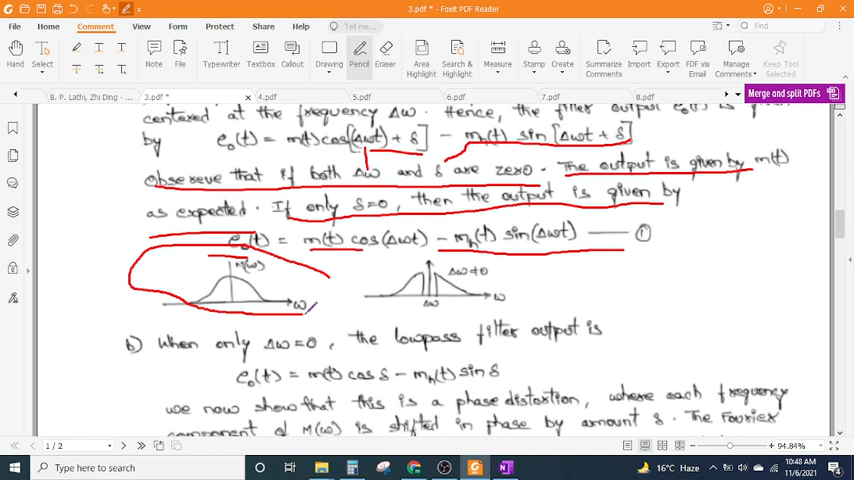 3.pdf * - Foxit PDF Reader
File Home Comment View Form Protect Share Help Tell me... Find
Hand Select Note File Typewriter Textbox Callout Drawing Pencil Eraser Area Highlight Search & Highlight Measure Stamp Summarize Comments Import Export FDF via Email Popup Manage Comments Keep Tool Selected
B. P. Lathi, Zhi Ding - ... 3.pdf * 4.pdf 5.pdf 6.pdf 7.pdf 8.pdf Merge and split PDFs
centered at the frequency Δω. Hence, the filter output e₀(t) is given
by e₀(t) = m(t)cos[(Δωt) + δ] - mh(t) sin[Δωt + δ]
obsereve that if both Δω and δ are zero. The output is given by m(t)
as expected. If only δ=0, then the output is given by
e₀(t) = m(t) cos(Δωt) - mh(t) sin(Δωt) —— ①
M(ω) Δω≠0
ω Δω ω
b) when only Δω=0, the lowpass filter output is
e₀(t) = m(t) cos δ - mh(t) sin δ
we now show that this is a phase distortion, where each frequency
component of M(ω) is shifted in phase by amount δ. The Fourier
1 / 2 94.84%
Type here to search 16°C Haze 10:48 AM
11/6/2021 4